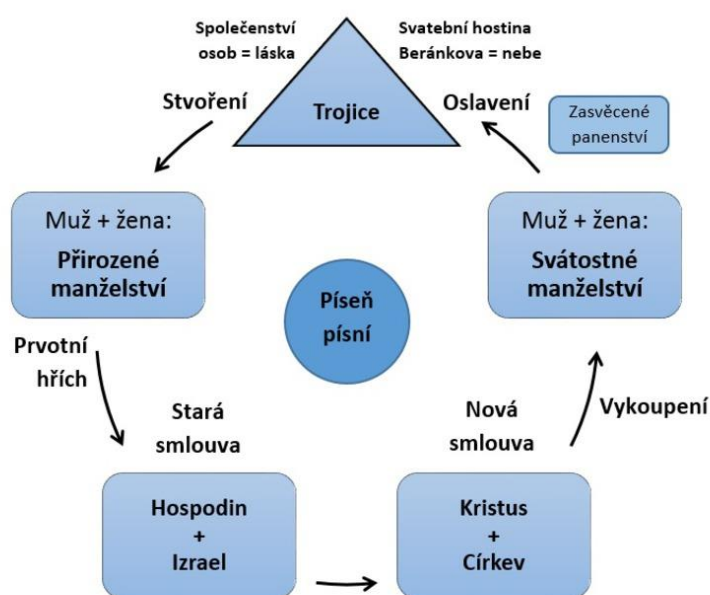 Společenství
osob = láska
Svatební hostina
Beránkova = nebe
Stvoření
Trojice
Oslavení
Zasvěcené
panenství
Muž + žena:
Přirozené
manželství
Muž + žena:
Svátostné
manželství
Píseň
písní
Prvotní
hřích
Stará
smlouva
Nová
smlouva
Vykoupení
Hospodin
+
Izrael
Kristus
+
Církev